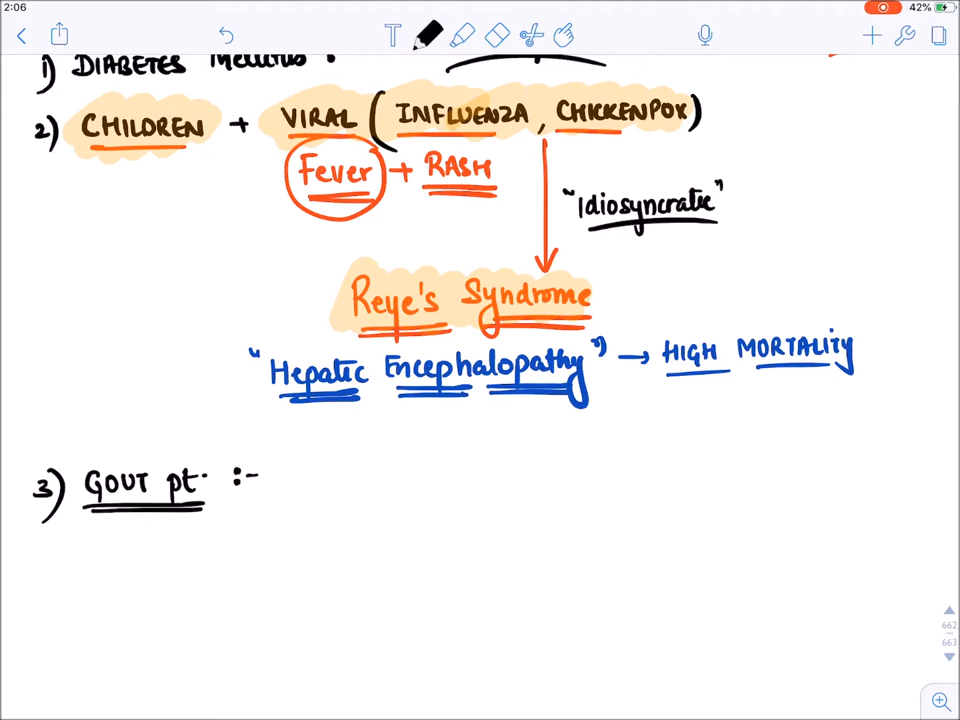 2:06 42%
1) DIABETES Mellitus :
2) CHILDREN + VIRAL (INFLUENZA, CHICKENPOX)
Fever + RASH
"Idiosyncratic"
Reye's Syndrome
"Hepatic Encephalopathy" → HIGH MORTALITY
3) GOUT pt. :-
662
663